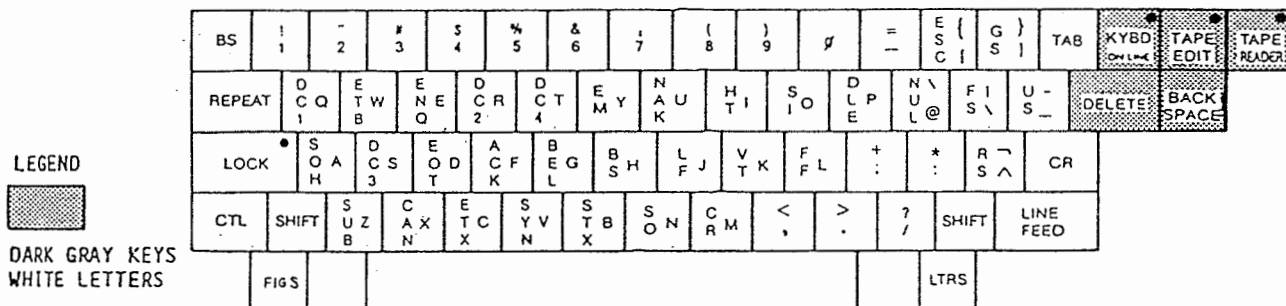 BS ! 1 " 2 # 3 $ 4 % 5 & 6 ' 7 ( 8 ) 9 Ø = — ESC { [ GS } ] TAB KYBD ON LINE TAPE EDIT TAPE READER
REPEAT DC1 Q ETB W ENQ E DC2 R DC4 T EM Y NAK U HT I SI O DLE P NUL \ @ FS | \ US - _ DELETE BACK SPACE
LOCK SOH A DC3 S EOT D ACK F BEL G BS H LF J VT K FF L + ; * : RS ¬ ^ CR
CTL SHIFT SUB Z CAN X ETX C SYN V STX B SO N CR M < , > . ? / SHIFT LINE FEED
FIGS LTRS
LEGEND
DARK GRAY KEYS
WHITE LETTERS